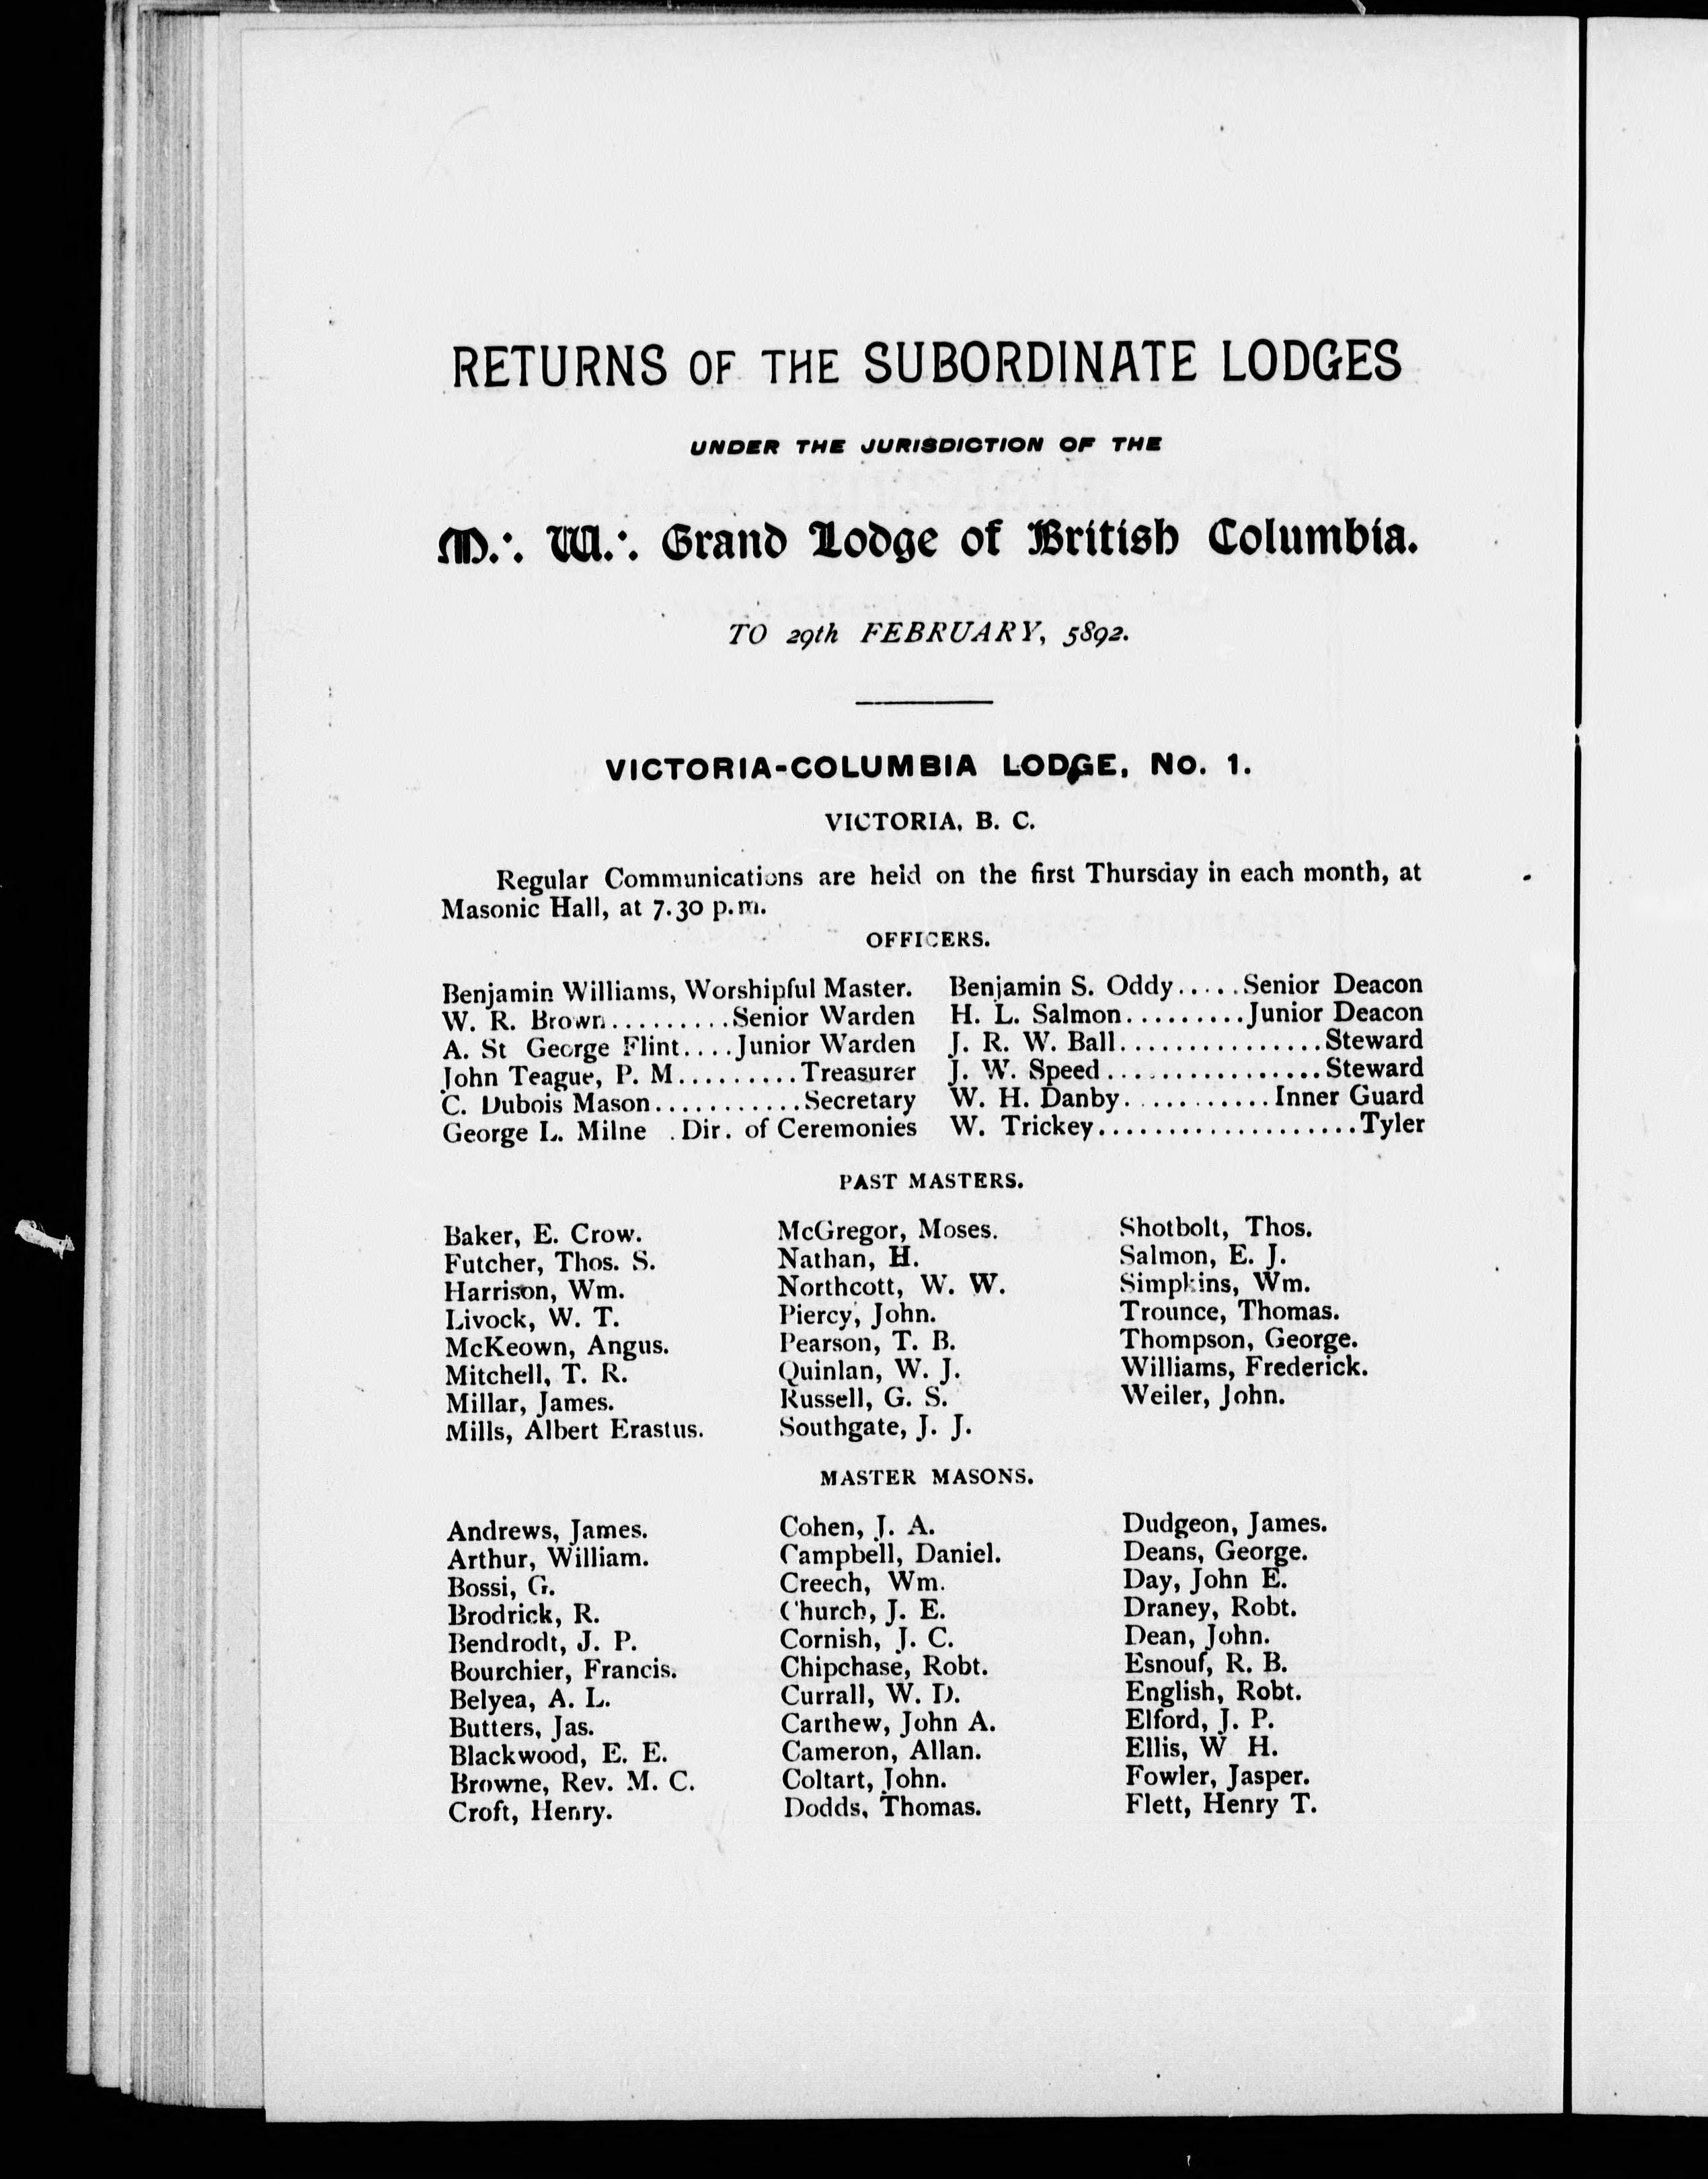 RETURNS OF THE SUBORDINATE LODGES
UNDER THE JURISDICTION OF THE
M.·. W.·. Grand Lodge of British Columbia.
TO 29th FEBRUARY, 5892.
VICTORIA-COLUMBIA LODGE, No. 1.
VICTORIA, B. C.
Regular Communications are held on the first Thursday in each month, at
Masonic Hall, at 7.30 p.m.
OFFICERS.
Benjamin Williams, Worshipful Master.
W. R. Brown.........Senior Warden
A. St George Flint....Junior Warden
John Teague, P. M.........Treasurer
C. Dubois Mason...........Secretary
George L. Milne .Dir. of Ceremonies
Benjamin S. Oddy.....Senior Deacon
H. L. Salmon.........Junior Deacon
J. R. W. Ball...............Steward
J. W. Speed................Steward
W. H. Danby...........Inner Guard
W. Trickey...................Tyler
PAST MASTERS.
Baker, E. Crow.
Futcher, Thos. S.
Harrison, Wm.
Livock, W. T.
McKeown, Angus.
Mitchell, T. R.
Millar, James.
Mills, Albert Erastus.
McGregor, Moses.
Nathan, H.
Northcott, W. W.
Piercy, John.
Pearson, T. B.
Quinlan, W. J.
Russell, G. S.
Southgate, J. J.
Shotbolt, Thos.
Salmon, E. J.
Simpkins, Wm.
Trounce, Thomas.
Thompson, George.
Williams, Frederick.
Weiler, John.
MASTER MASONS.
Andrews, James.
Arthur, William.
Bossi, G.
Brodrick, R.
Bendrodt, J. P.
Bourchier, Francis.
Belyea, A. L.
Butters, Jas.
Blackwood, E. E.
Browne, Rev. M. C.
Croft, Henry.
Cohen, J. A.
Campbell, Daniel.
Creech, Wm.
Church, J. E.
Cornish, J. C.
Chipchase, Robt.
Currall, W. D.
Carthew, John A.
Cameron, Allan.
Coltart, John.
Dodds, Thomas.
Dudgeon, James.
Deans, George.
Day, John E.
Draney, Robt.
Dean, John.
Esnouf, R. B.
English, Robt.
Elford, J. P.
Ellis, W H.
Fowler, Jasper.
Flett, Henry T.